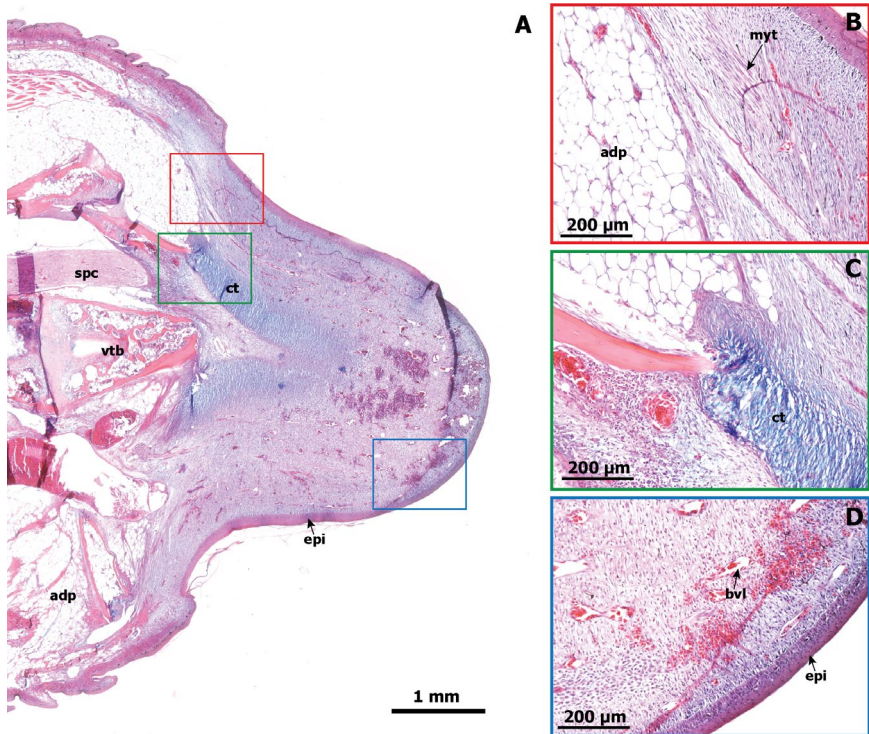 A
spc
ct
vtb
epi
adp
1 mm
B
myt
adp
200 µm
C
ct
200 µm
D
bvl
epi
200 µm